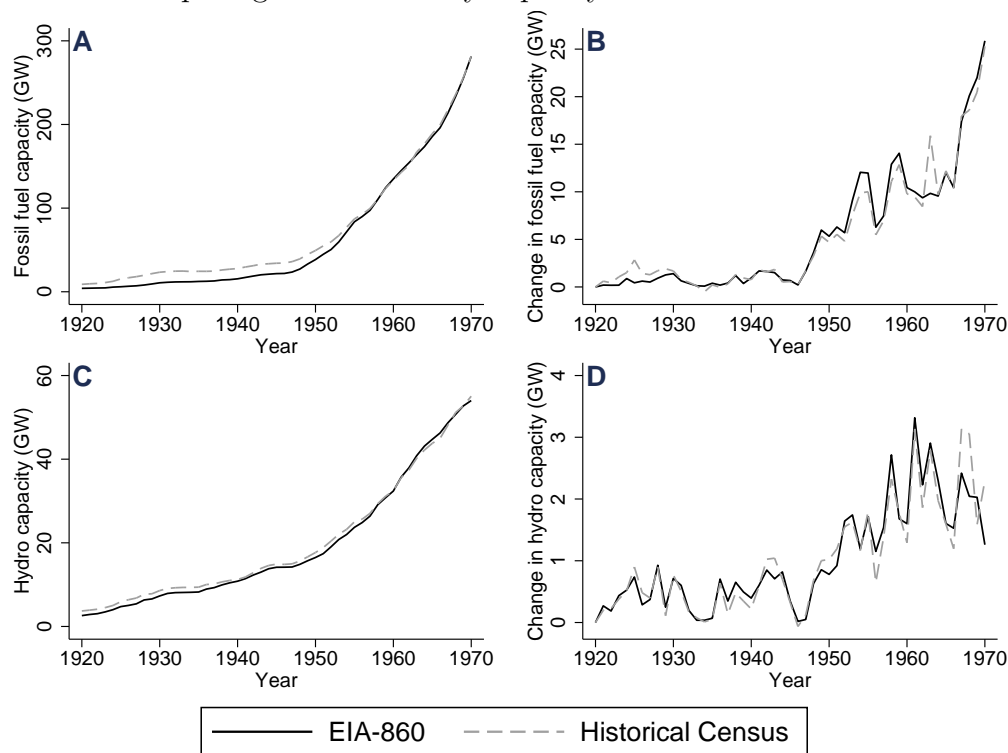 A
Fossil fuel capacity (GW)
300
200
100
0
1920 1930 1940 1950 1960 1970
Year
B
Change in fossil fuel capacity (GW)
25
20
15
10
5
0
1920 1930 1940 1950 1960 1970
Year
C
Hydro capacity (GW)
60
40
20
0
1920 1930 1940 1950 1960 1970
Year
D
Change in hydro capacity (GW)
4
3
2
1
0
1920 1930 1940 1950 1960 1970
Year
EIA-860 Historical Census